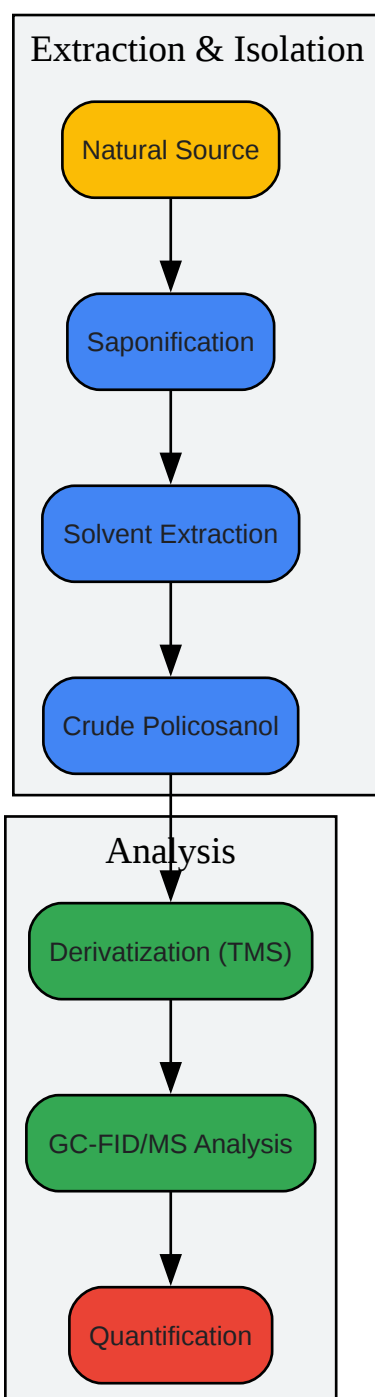 Extraction & Isolation
Natural Source
Saponification
Solvent Extraction
Crude Policosanol
Analysis
Derivatization (TMS)
GC-FID/MS Analysis
Quantification